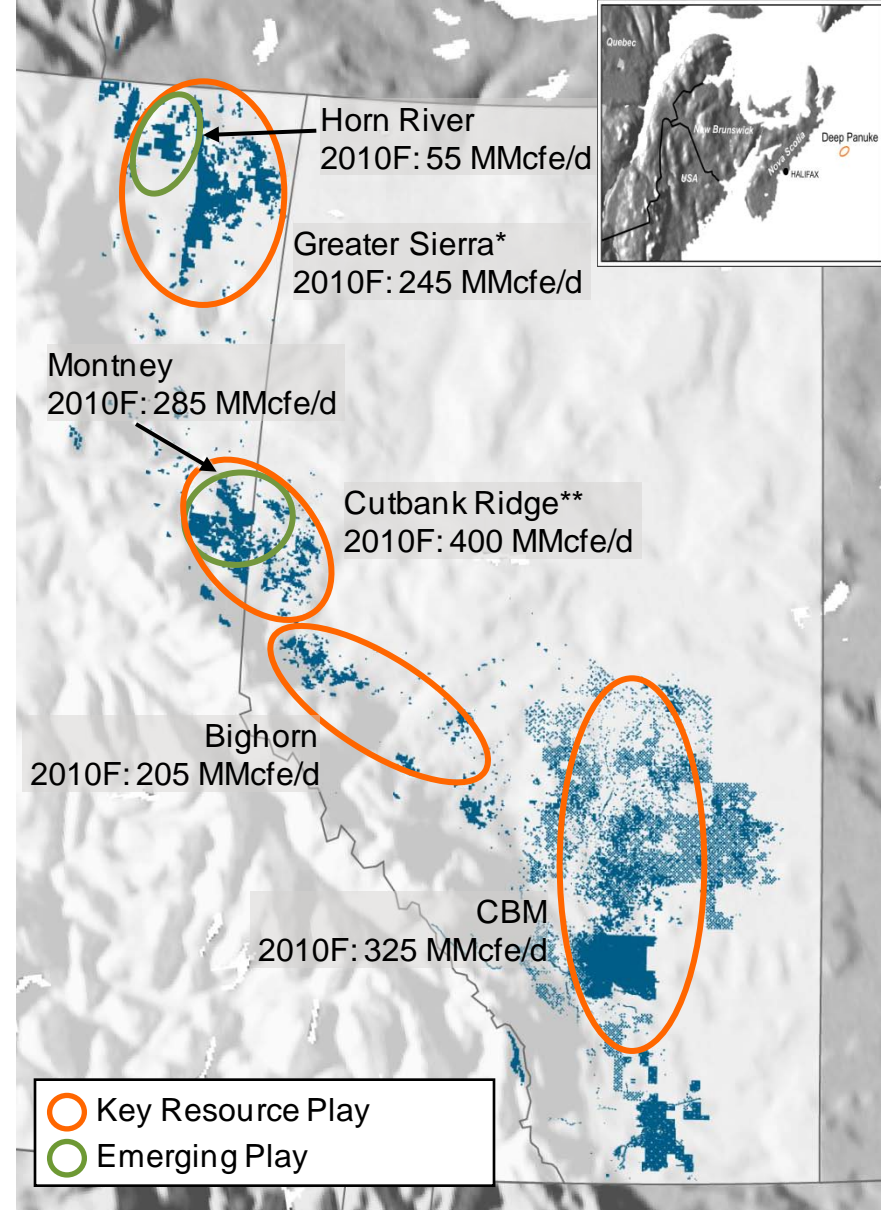 Quebec
New Brunswick
Nova Scotia
Deep Panuke
HALIFAX
USA
Horn River
2010F: 55 MMcfe/d
Greater Sierra*
2010F: 245 MMcfe/d
Montney
2010F: 285 MMcfe/d
Cutbank Ridge**
2010F: 400 MMcfe/d
Bighorn
2010F: 205 MMcfe/d
CBM
2010F: 325 MMcfe/d
Key Resource Play
Emerging Play